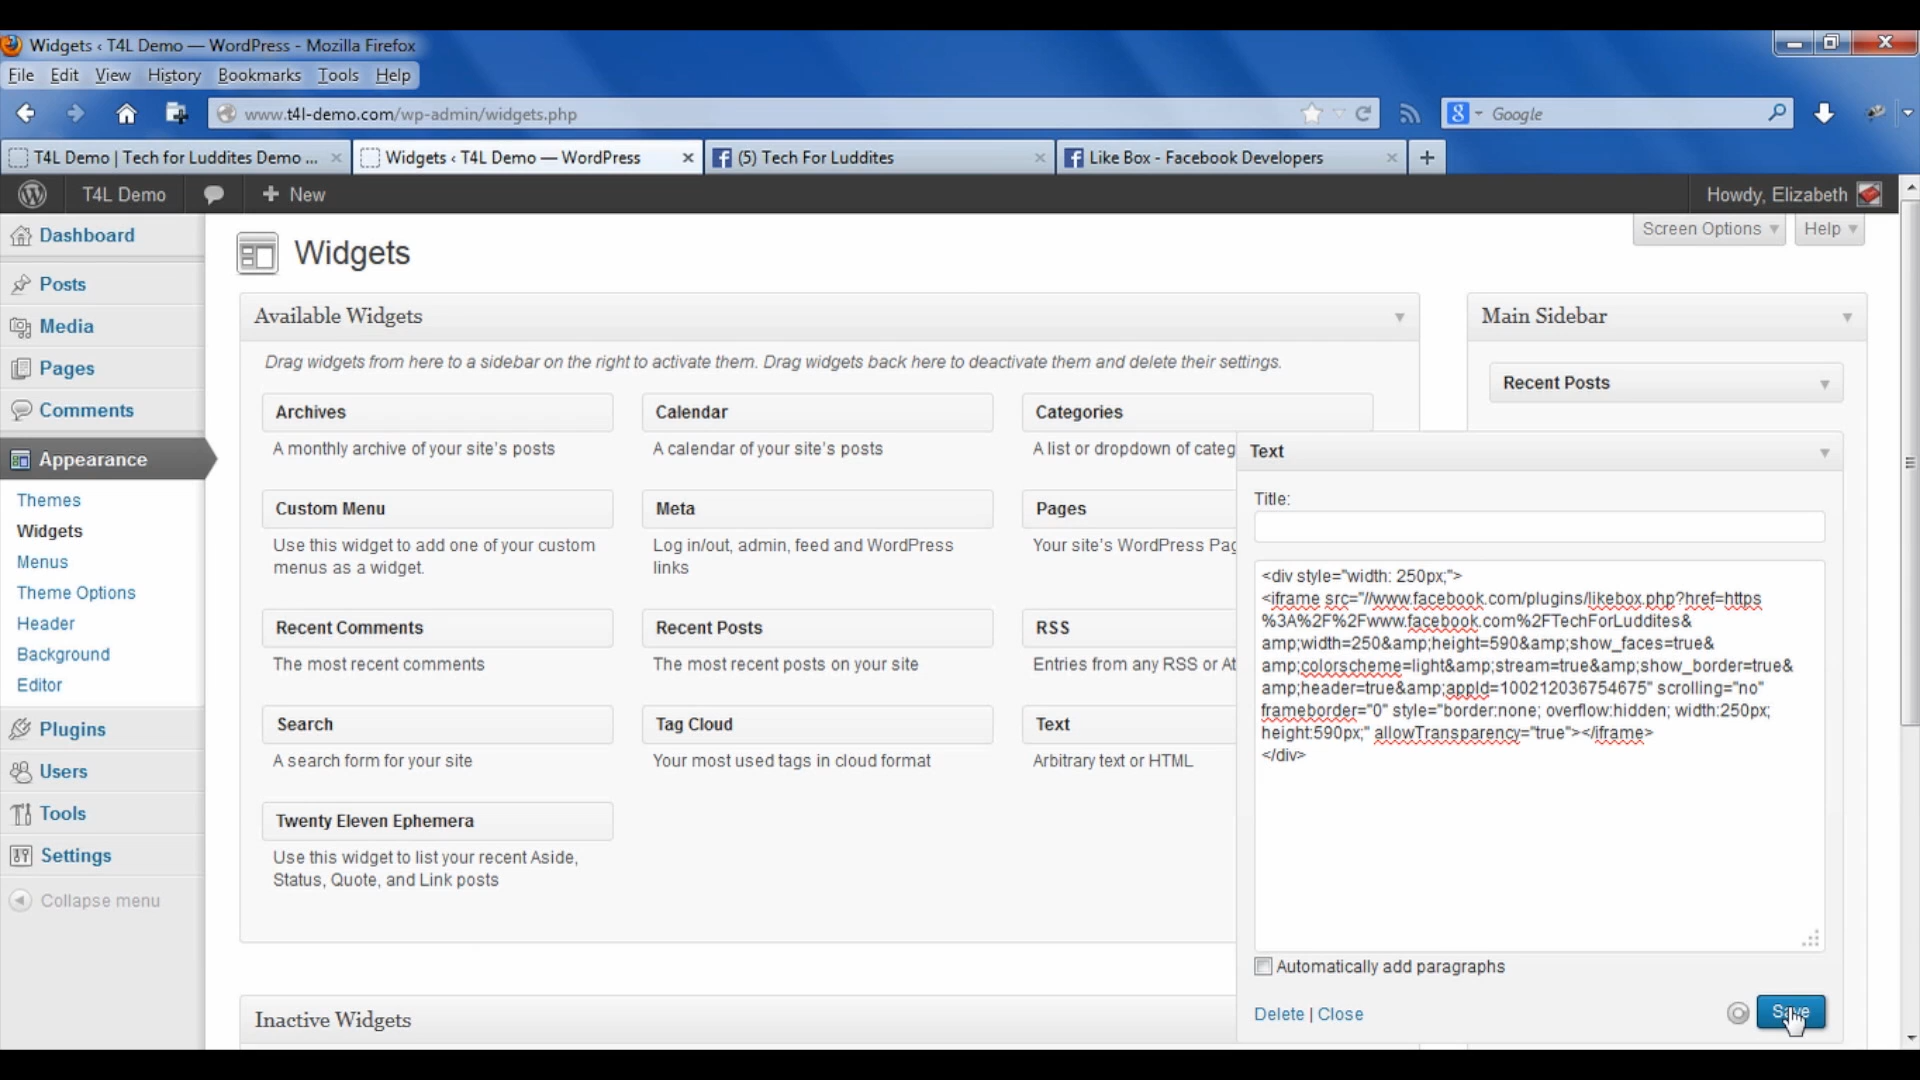 Widgets ‹ T4L Demo — WordPress - Mozilla Firefox
File Edit View History Bookmarks Tools Help
www.t4l-demo.com/wp-admin/widgets.php
Google
T4L Demo | Tech for Luddites Demo ...
Widgets ‹ T4L Demo — WordPress
(5) Tech For Luddites
Like Box - Facebook Developers
T4L Demo
New
Howdy, Elizabeth
Screen Options
Help
Dashboard
Posts
Media
Pages
Comments
Appearance
Themes
Widgets
Menus
Theme Options
Header
Background
Editor
Plugins
Users
Tools
Settings
Collapse menu
Widgets
Available Widgets
Drag widgets from here to a sidebar on the right to activate them. Drag widgets back here to deactivate them and delete their settings.
Archives
A monthly archive of your site's posts
Calendar
A calendar of your site's posts
Categories
A list or dropdown of categ
Custom Menu
Use this widget to add one of your custom
menus as a widget.
Meta
Log in/out, admin, feed and WordPress
links
Pages
Your site's WordPress Pag
Recent Comments
The most recent comments
Recent Posts
The most recent posts on your site
RSS
Entries from any RSS or At
Search
A search form for your site
Tag Cloud
Your most used tags in cloud format
Text
Arbitrary text or HTML
Twenty Eleven Ephemera
Use this widget to list your recent Aside,
Status, Quote, and Link posts
Inactive Widgets
Main Sidebar
Recent Posts
Text
Title:
<div style="width: 250px;">
<iframe src="//www.facebook.com/plugins/likebox.php?href=https
%3A%2F%2Fwww.facebook.com%2FTechForLuddites&
amp;width=250&amp;height=590&amp;show_faces=true&
amp;colorscheme=light&amp;stream=true&amp;show_border=true&
amp;header=true&amp;appId=100212036754675" scrolling="no"
frameborder="0" style="border:none; overflow:hidden; width:250px;
height:590px;" allowTransparency="true"></iframe>
</div>
Automatically add paragraphs
Delete | Close
Save